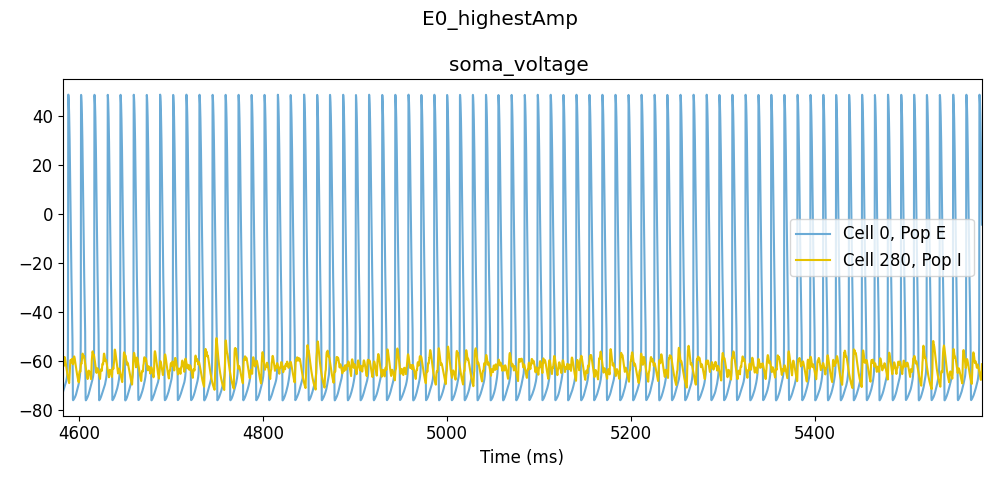 E0_highestAmp
soma_voltage
40
20
0
−20
−40
−60
−80
Cell 0, Pop E
Cell 280, Pop I
4600 4800 5000 5200 5400
Time (ms)